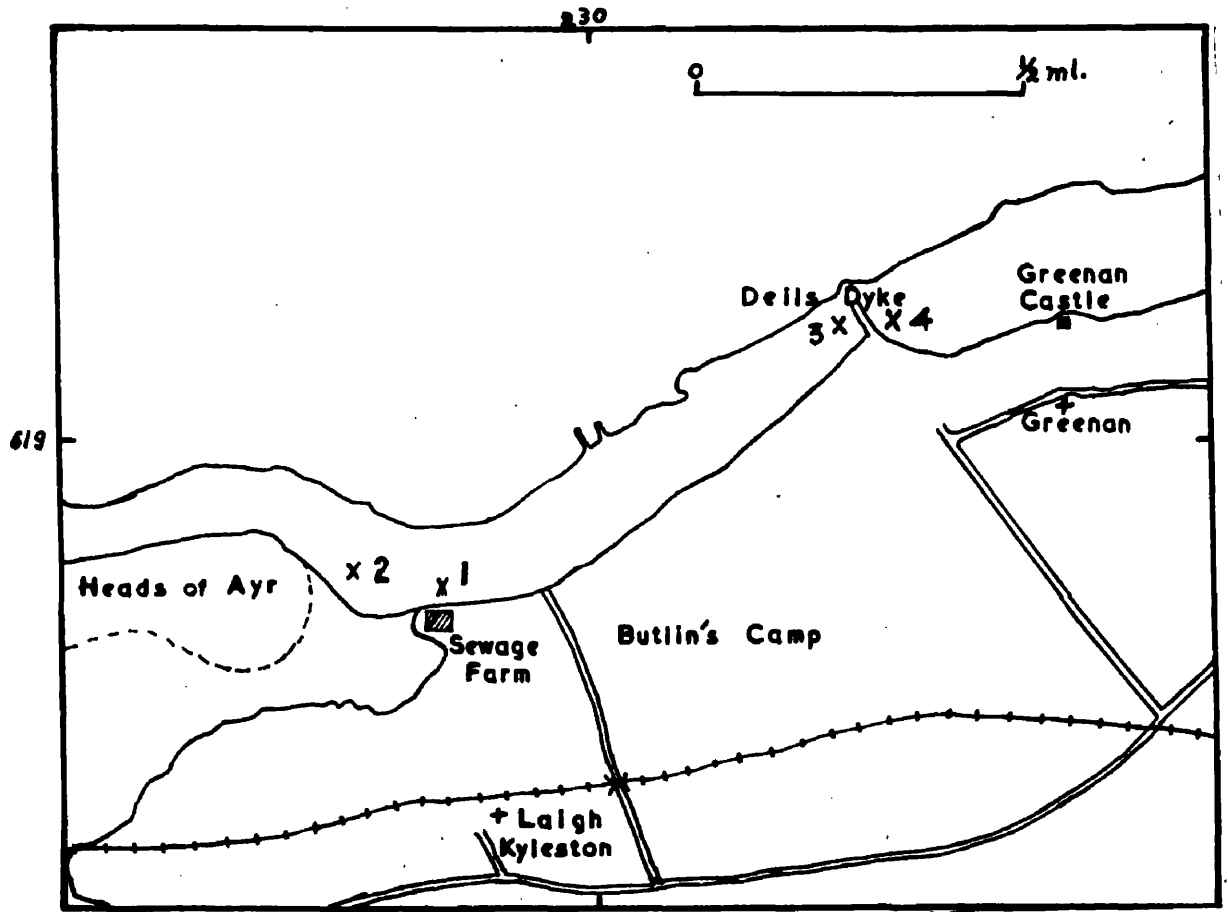 230
0 ½ ml.
Greenan
Castle
Deils Dyke
3 x x 4
619
+
Greenan
x 2
x 1
Heads of Ayr
Butlin's Camp
Sewage
Farm
+ Laigh
Kyleston